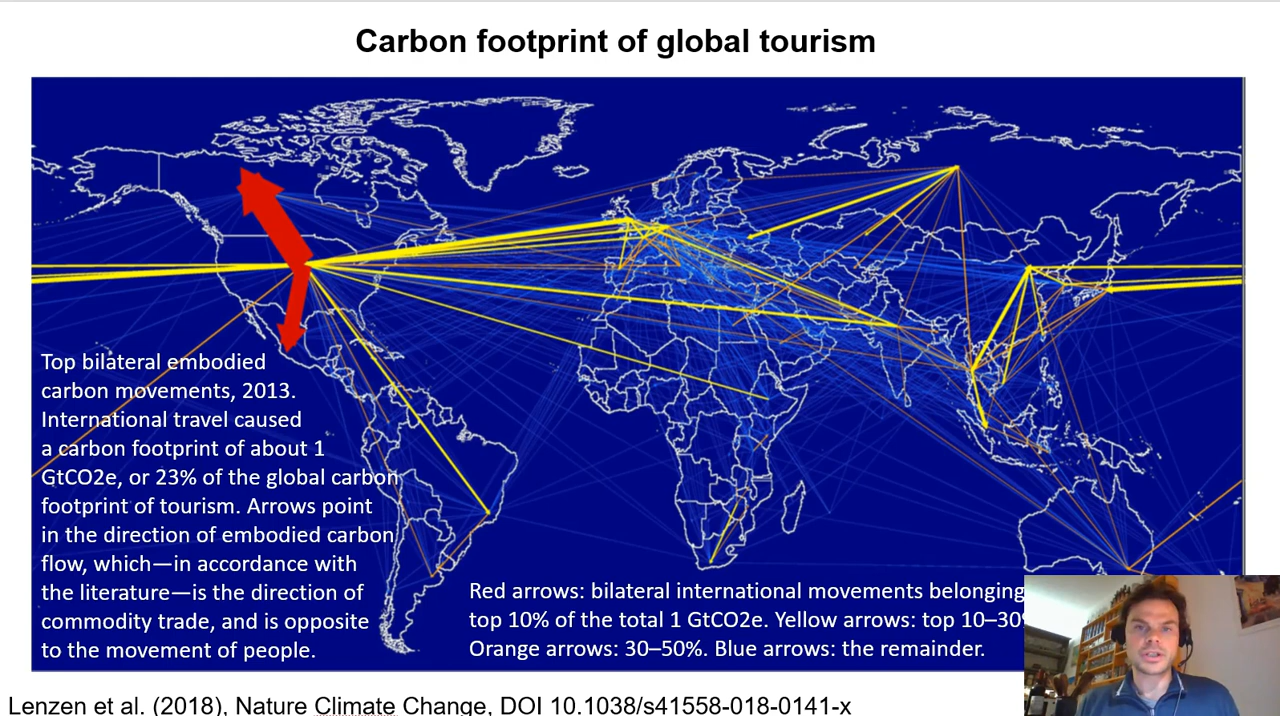 Carbon footprint of global tourism
Top bilateral embodied
carbon movements, 2013.
International travel caused
a carbon footprint of about 1
GtCO2e, or 23% of the global carbon
footprint of tourism. Arrows point
in the direction of embodied carbon
flow, which—in accordance with
the literature—is the direction of
commodity trade, and is opposite
to the movement of people.
Red arrows: bilateral international movements belonging
top 10% of the total 1 GtCO2e. Yellow arrows: top 10–30
Orange arrows: 30–50%. Blue arrows: the remainder.
Lenzen et al. (2018), Nature Climate Change, DOI 10.1038/s41558-018-0141-x